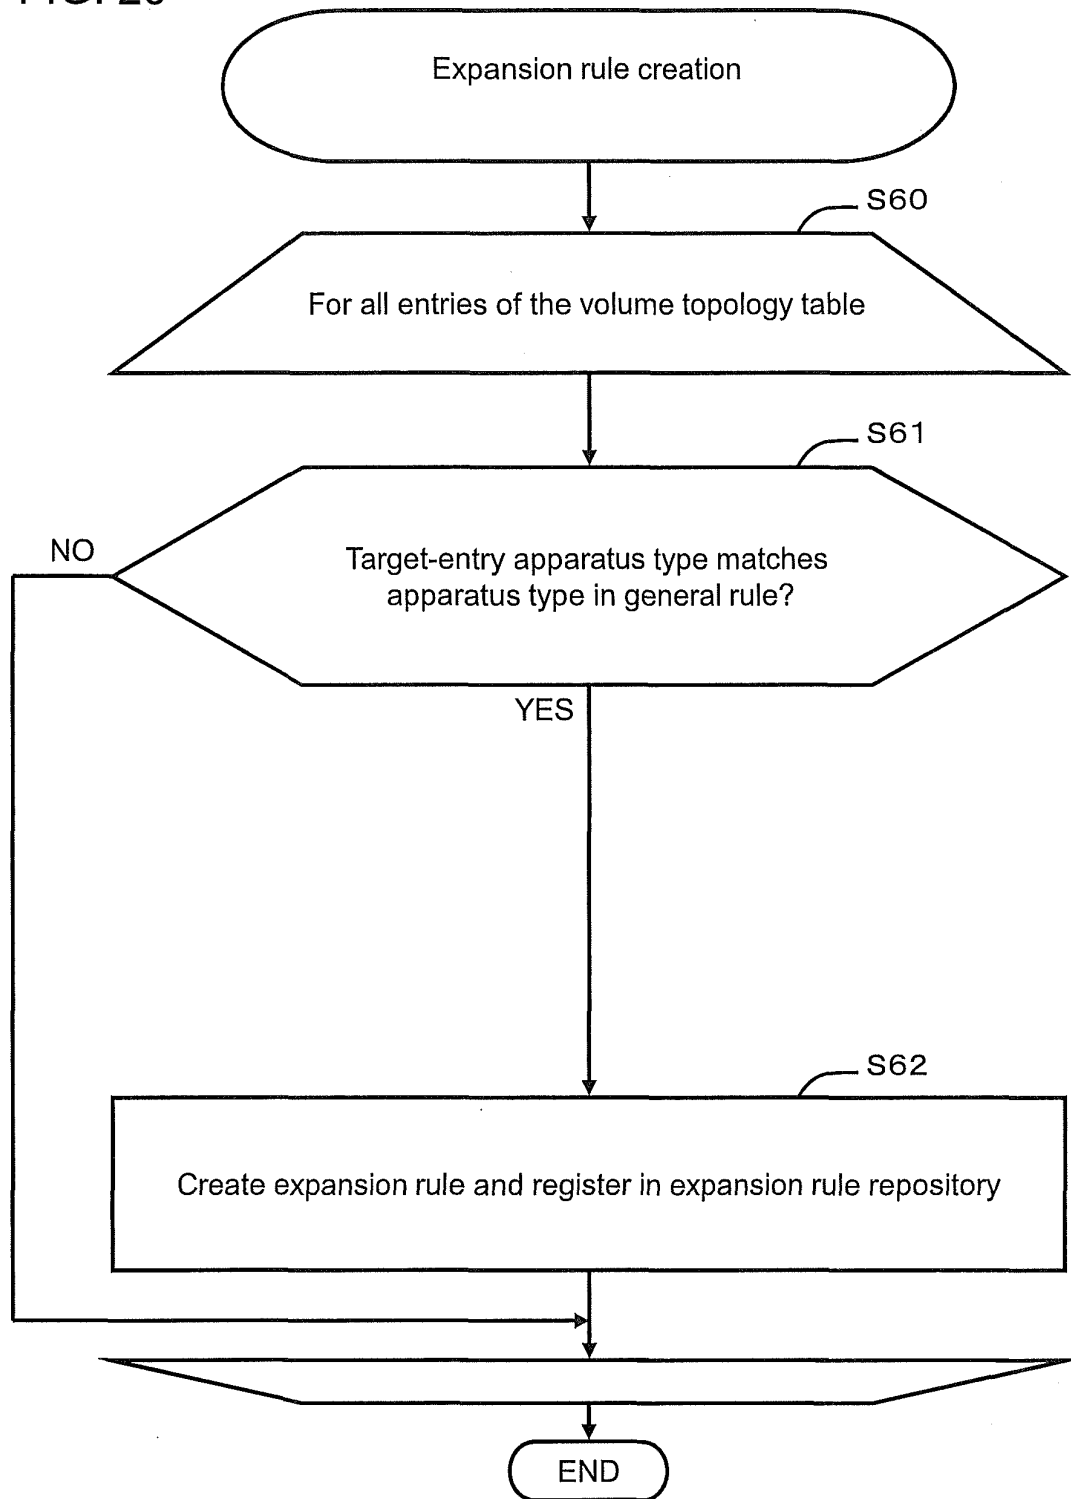 Expansion rule creation
S60
For all entries of the volume topology table
S61
NO
Target-entry apparatus type matches
apparatus type in general rule?
YES
S62
Create expansion rule and register in expansion rule repository
END